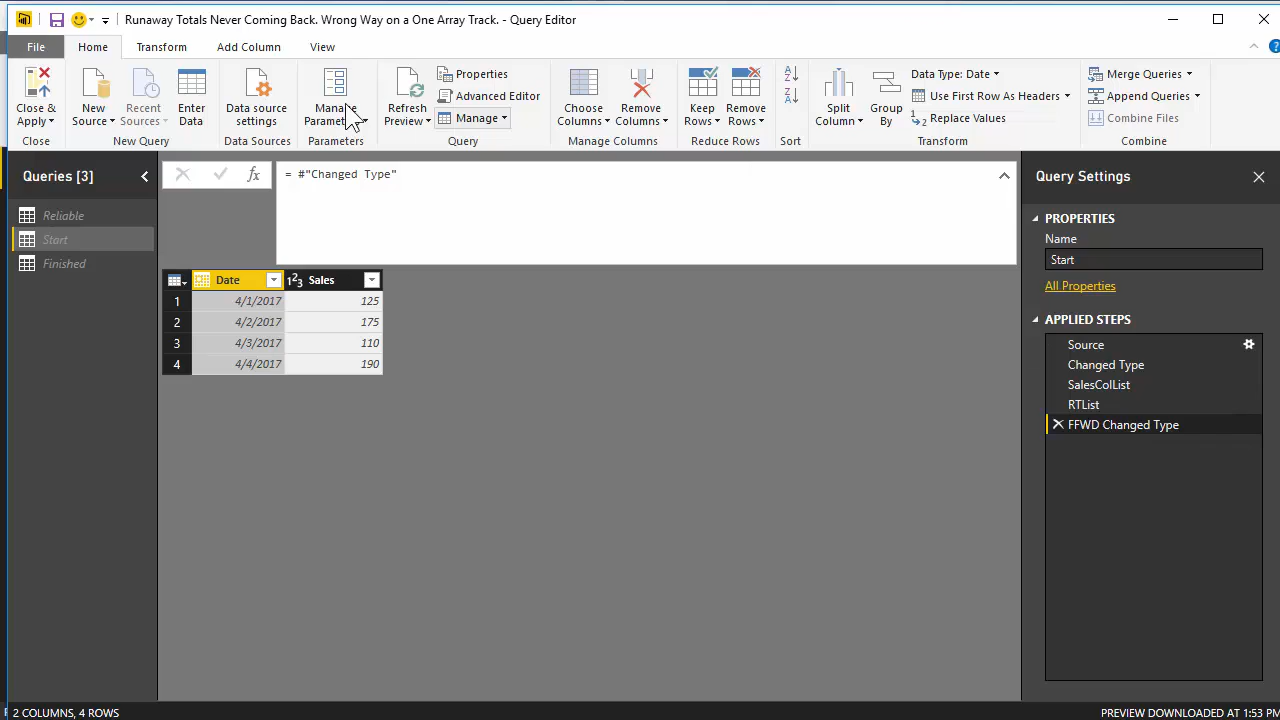 Runaway Totals Never Coming Back. Wrong Way on a One Array Track. - Query Editor
File
Home
Transform
Add Column
View
Close & Apply
New Source
Recent Sources
Enter Data
Data source settings
Manage Parameters
Refresh Preview
Properties
Advanced Editor
Manage
Choose Columns
Remove Columns
Keep Rows
Remove Rows
Split Column
Group By
Data Type: Date
Use First Row As Headers
Replace Values
Merge Queries
Append Queries
Combine Files
Close
New Query
Data Sources
Parameters
Query
Manage Columns
Reduce Rows
Sort
Transform
Combine
Queries [3]
Reliable
Start
Finished
= #"Changed Type"
Date 123 Sales
1 4/1/2017 125
2 4/2/2017 175
3 4/3/2017 110
4 4/4/2017 190
Query Settings
PROPERTIES
Name
Start
All Properties
APPLIED STEPS
Source
Changed Type
SalesColList
RTList
FFWD Changed Type
2 COLUMNS, 4 ROWS
PREVIEW DOWNLOADED AT 1:53 PM